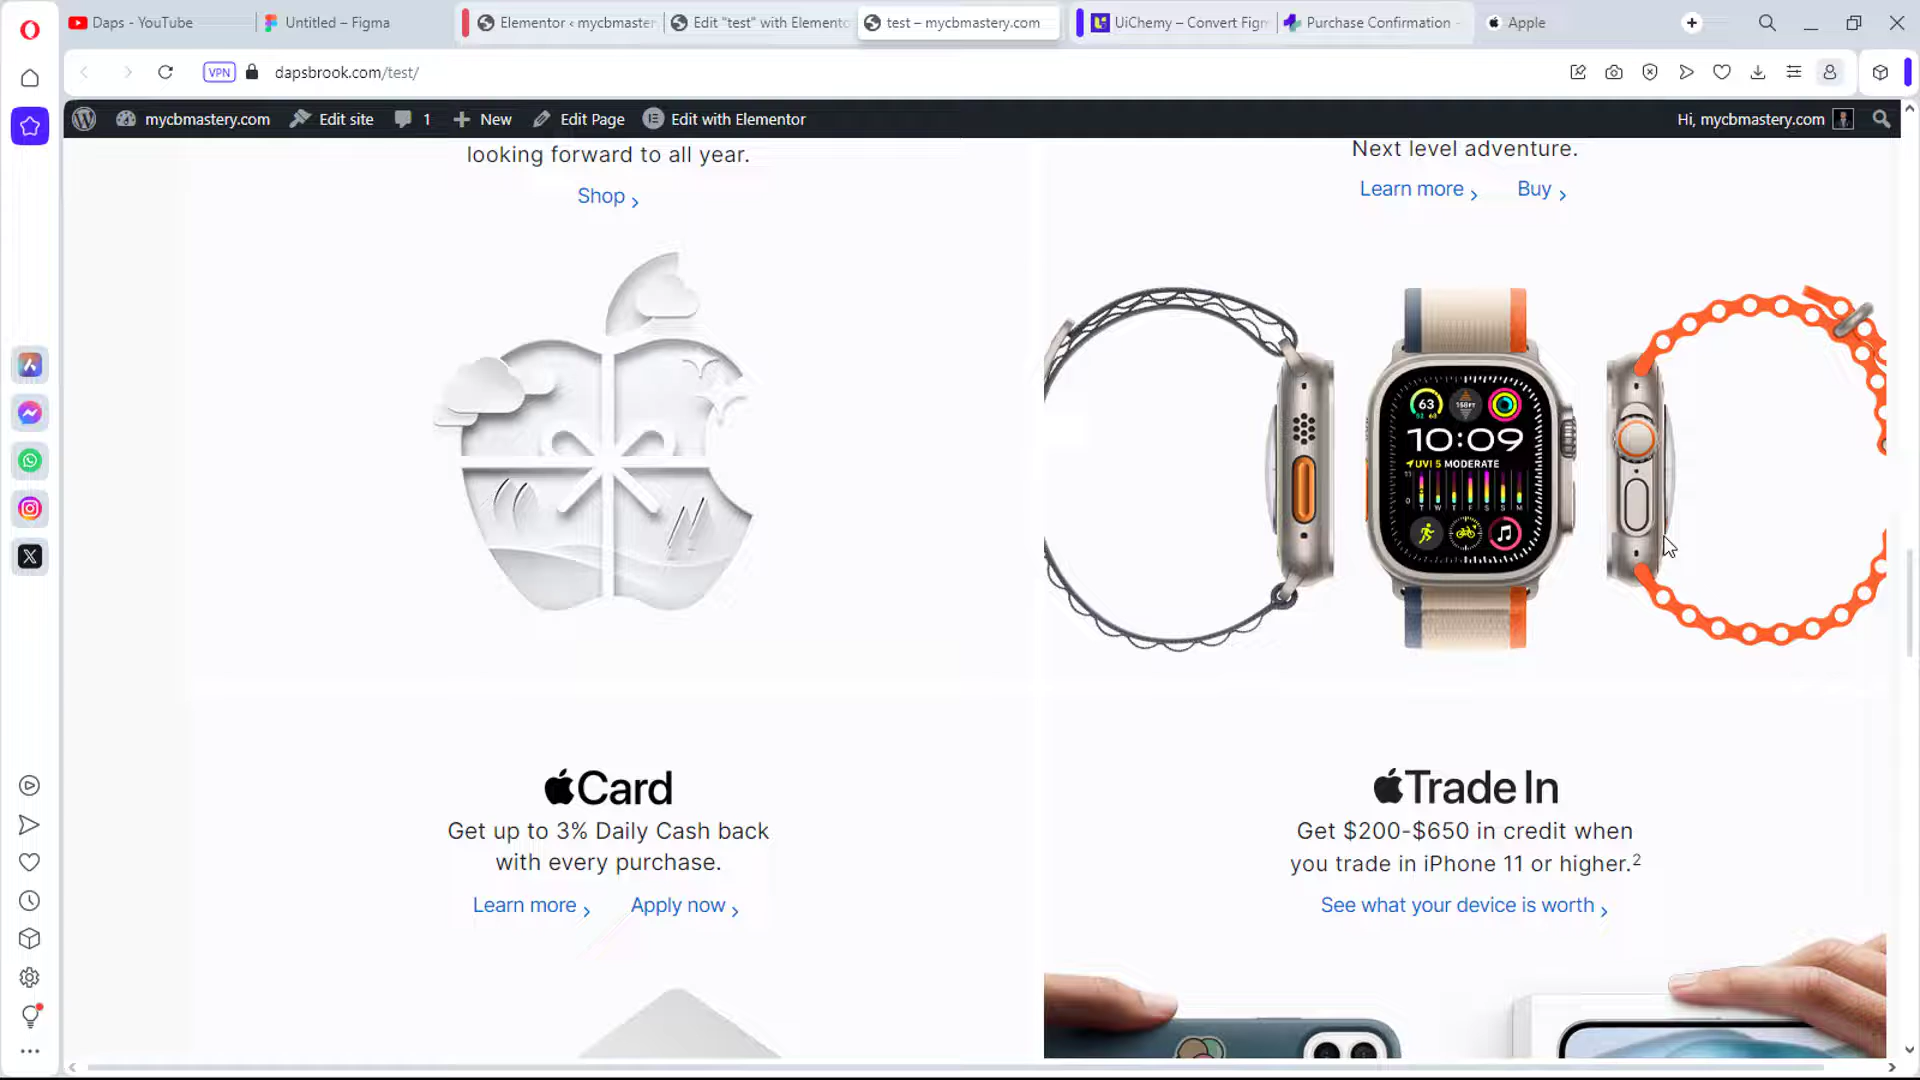 Daps - YouTube
Untitled – Figma
Elementor ‹ mycbmaster
Edit "test" with Elemento
test – mycbmastery.com
UiChemy – Convert Fig
Purchase Confirmation -
Apple
VPN
dapsbrook.com/test/
mycbmastery.com
Edit site
1
New
Edit Page
Edit with Elementor
Hi, mycbmastery.com
looking forward to all year.
Shop ›
Next level adventure.
Learn more ›
Buy ›
63
158FT
10:09
UVI 5 MODERATE
11
0
T W T F S S M
Card
Get up to 3% Daily Cash back
with every purchase.
Learn more ›
Apply now ›
Trade In
Get $200-$650 in credit when
you trade in iPhone 11 or higher.²
See what your device is worth ›